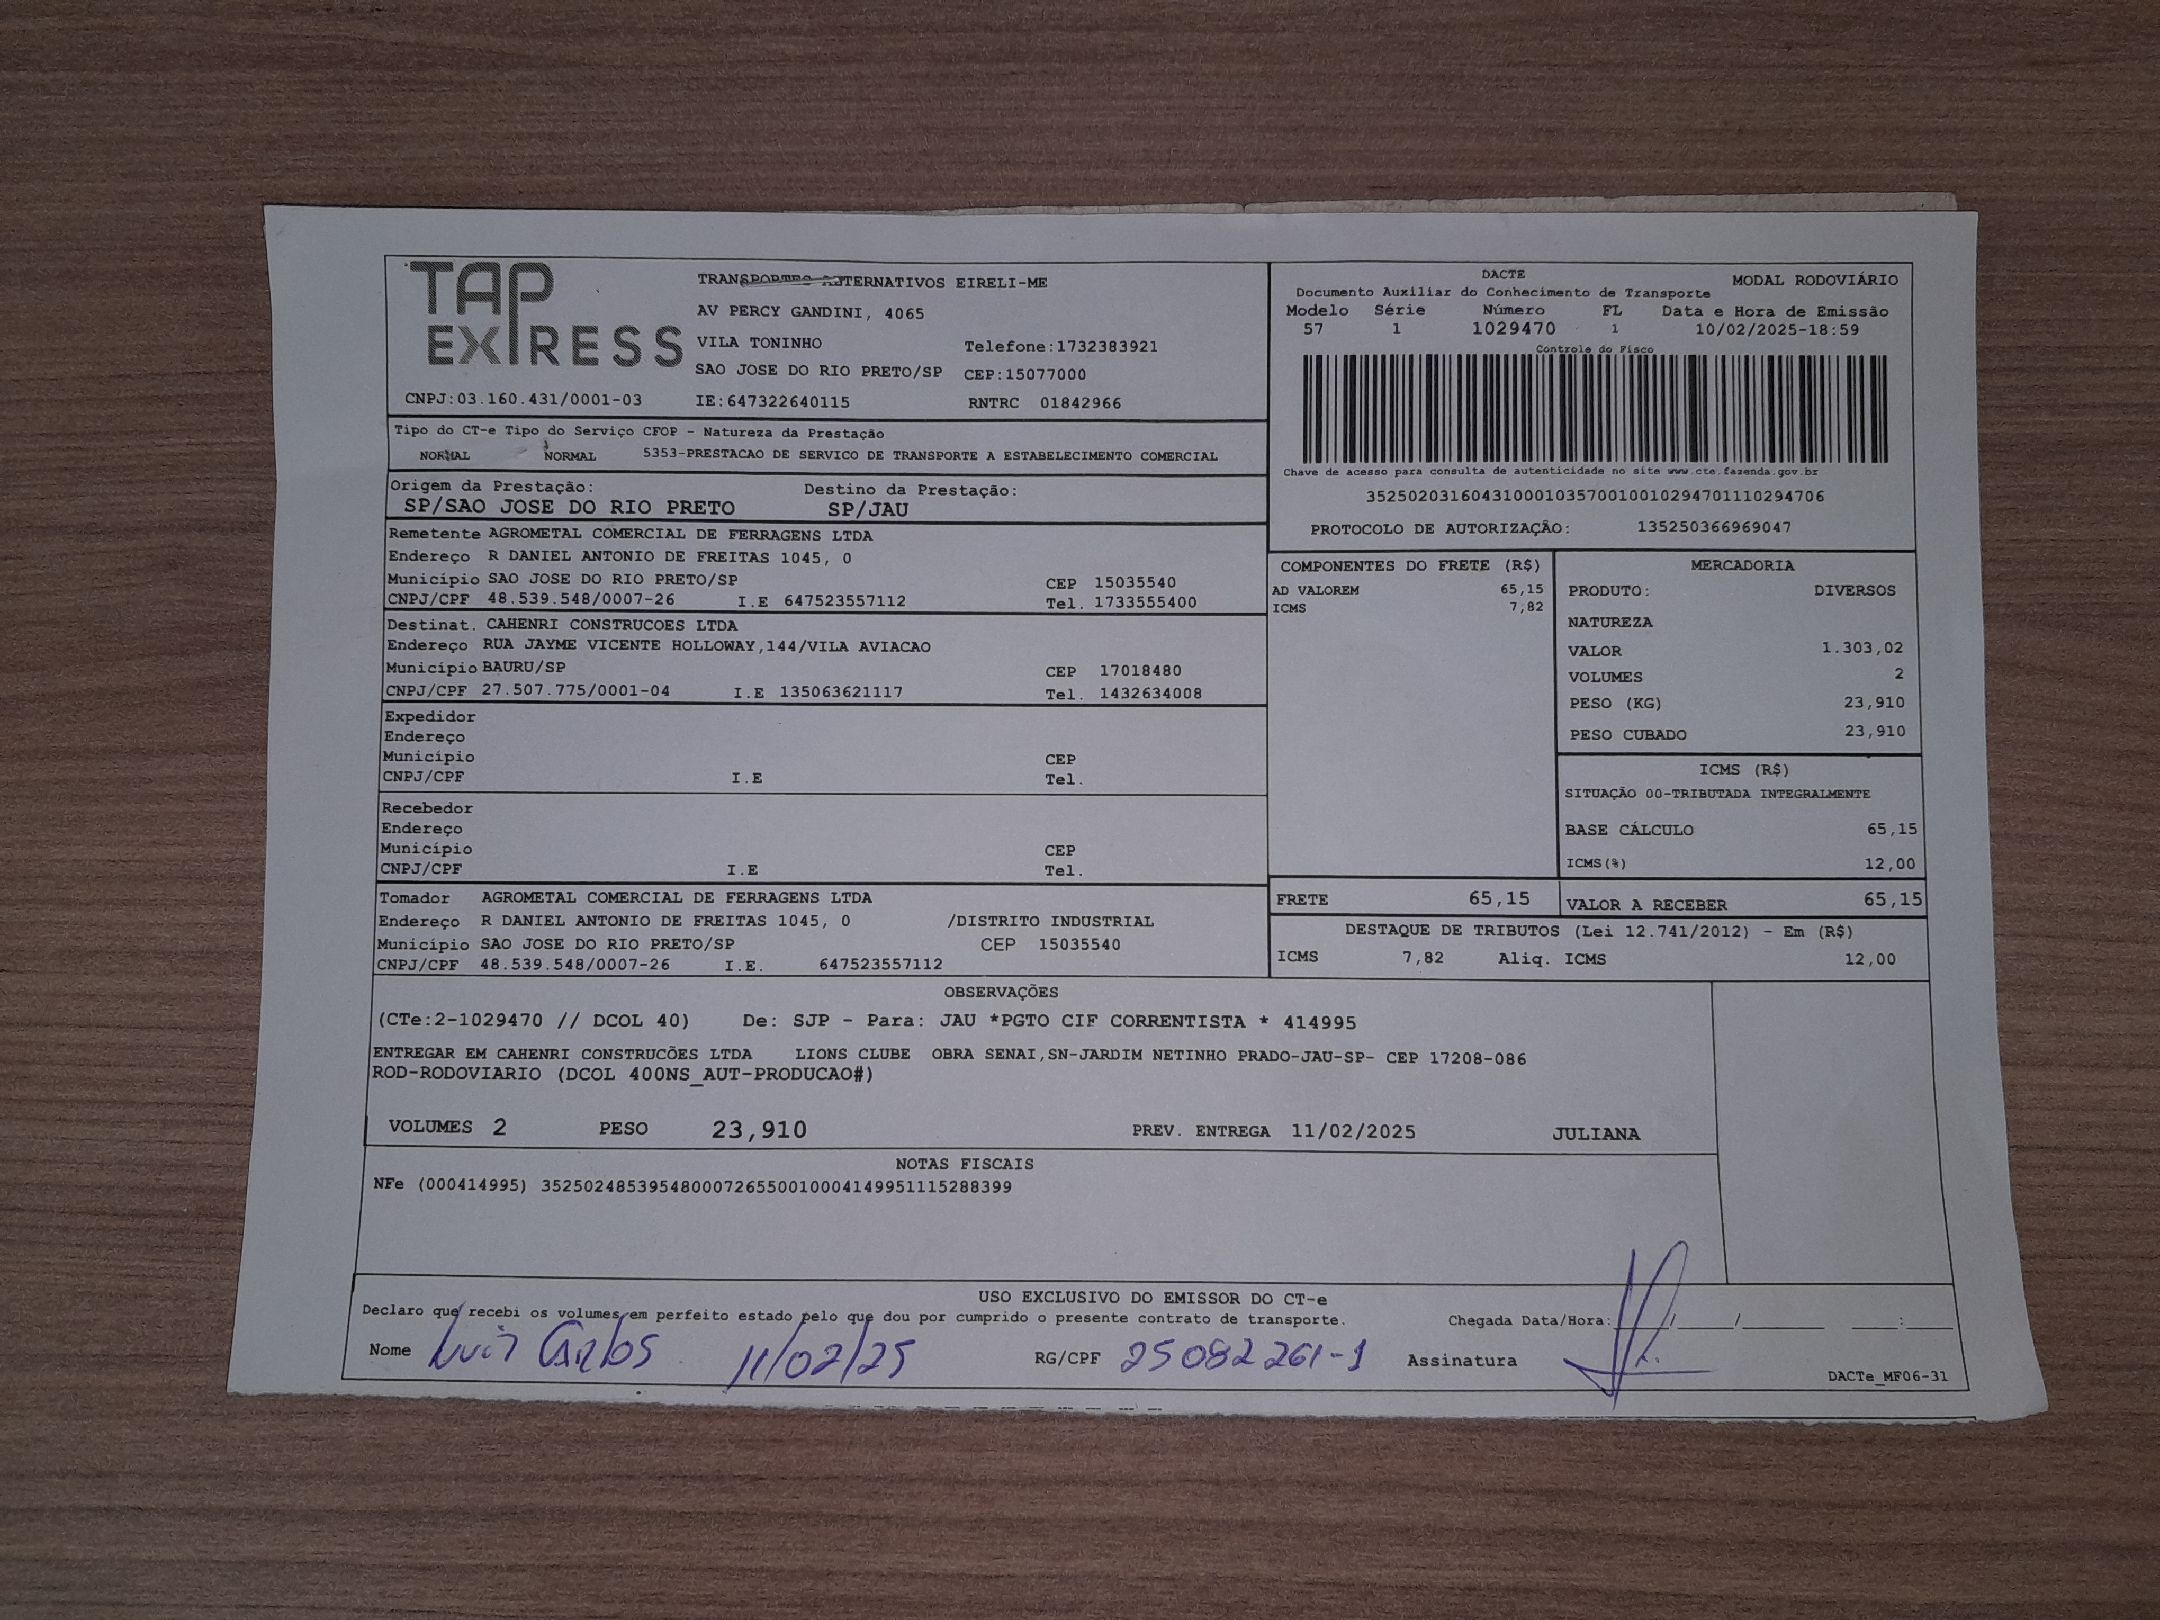 TAP
EXPRESS
TRANSPORTES ALTERNATIVOS EIRELI-ME
AV PERCY GANDINI, 4065
VILA TONINHO Telefone:1732383921
SAO JOSE DO RIO PRETO/SP CEP:15077000
CNPJ:03.160.431/0001-03 IE:647322640115 RNTRC 01842966
DACTE MODAL RODOVIÁRIO
Documento Auxiliar do Conhecimento de Transporte
Modelo Série Número FL Data e Hora de Emissão
57 1 1029470 1 10/02/2025-18:59
Controle do Fisco
Chave de acesso para consulta de autenticidade no site www.cte.fazenda.gov.br
35250203160431000103570010010294701110294706
PROTOCOLO DE AUTORIZAÇÃO: 135250366969047
Tipo do CT-e Tipo do Serviço CFOP - Natureza da Prestação
NORMAL NORMAL 5353-PRESTACAO DE SERVICO DE TRANSPORTE A ESTABELECIMENTO COMERCIAL
Origem da Prestação: Destino da Prestação:
SP/SAO JOSE DO RIO PRETO SP/JAU
Remetente AGROMETAL COMERCIAL DE FERRAGENS LTDA
Endereço R DANIEL ANTONIO DE FREITAS 1045, 0
Município SAO JOSE DO RIO PRETO/SP CEP 15035540
CNPJ/CPF 48.539.548/0007-26 I.E 647523557112 Tel. 1733555400
Destinat. CAHENRI CONSTRUCOES LTDA
Endereço RUA JAYME VICENTE HOLLOWAY,144/VILA AVIACAO
Município BAURU/SP CEP 17018480
CNPJ/CPF 27.507.775/0001-04 I.E 135063621117 Tel. 1432634008
Expedidor
Endereço
Município CEP
CNPJ/CPF I.E Tel.
Recebedor
Endereço
Município CEP
CNPJ/CPF I.E Tel.
Tomador AGROMETAL COMERCIAL DE FERRAGENS LTDA
Endereço R DANIEL ANTONIO DE FREITAS 1045, 0 /DISTRITO INDUSTRIAL
Município SAO JOSE DO RIO PRETO/SP CEP 15035540
CNPJ/CPF 48.539.548/0007-26 I.E. 647523557112
COMPONENTES DO FRETE (R$)
AD VALOREM 65,15
ICMS 7,82
MERCADORIA
PRODUTO: DIVERSOS
NATUREZA
VALOR 1.303,02
VOLUMES 2
PESO (KG) 23,910
PESO CUBADO 23,910
ICMS (R$)
SITUAÇÃO 00-TRIBUTADA INTEGRALMENTE
BASE CÁLCULO 65,15
ICMS(%) 12,00
FRETE 65,15 VALOR A RECEBER 65,15
DESTAQUE DE TRIBUTOS (Lei 12.741/2012) - Em (R$)
ICMS 7,82 Aliq. ICMS 12,00
OBSERVAÇÕES
(CTe:2-1029470 // DCOL 40) De: SJP - Para: JAU *PGTO CIF CORRENTISTA * 414995
ENTREGAR EM CAHENRI CONSTRUCÕES LTDA LIONS CLUBE OBRA SENAI,SN-JARDIM NETINHO PRADO-JAU-SP- CEP 17208-086
ROD-RODOVIARIO (DCOL 400NS_AUT-PRODUCAO#)
VOLUMES 2 PESO 23,910 PREV. ENTREGA 11/02/2025 JULIANA
NOTAS FISCAIS
NFe (000414995) 35250248539548000726550010004149951115288399
USO EXCLUSIVO DO EMISSOR DO CT-e
Declaro que recebi os volumes em perfeito estado pelo que dou por cumprido o presente contrato de transporte. Chegada Data/Hora:___/___/___ __:__
Nome Luis Carlos 11/02/25 RG/CPF 25082261-1 Assinatura
DACTe_MF06-31